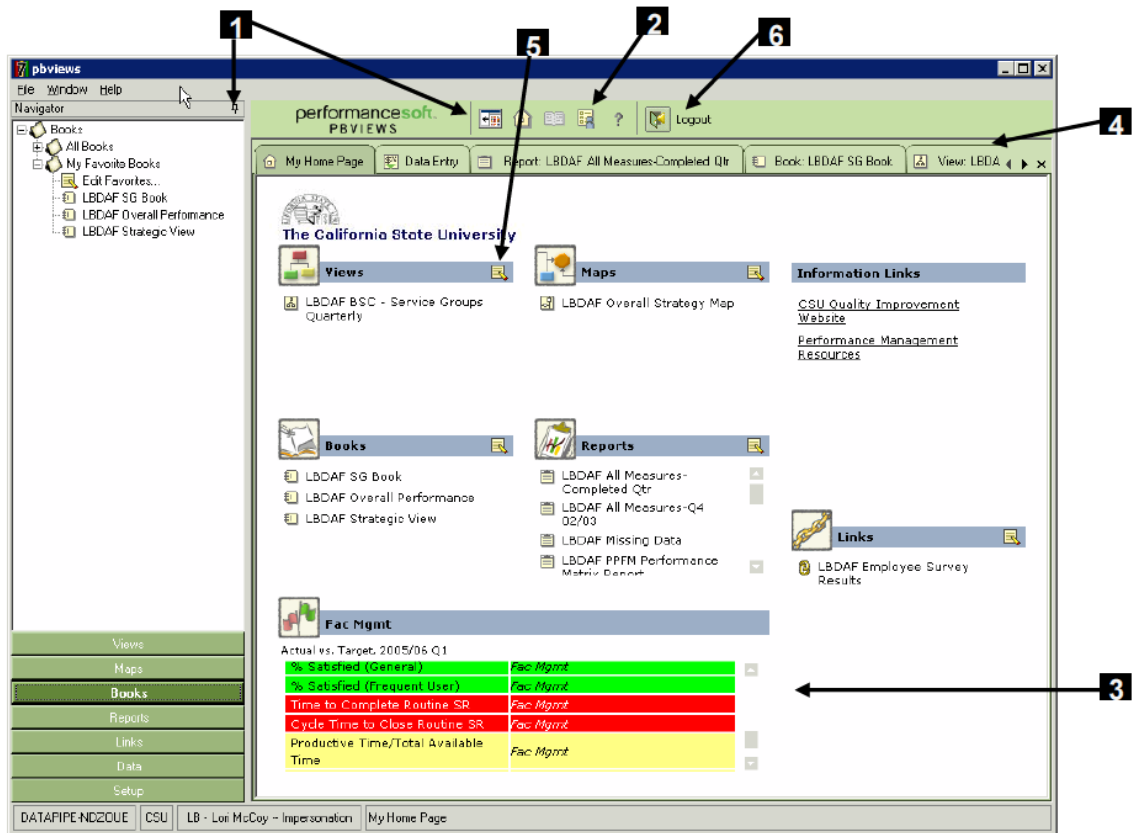 1
5
2
6
4
3
pbviews
File Window Help
Navigator
Books
All Books
My Favorite Books
Edit Favorites...
LBDAF SG Book
LBDAF Overall Performance
LBDAF Strategic View
Views
Maps
Books
Reports
Links
Data
Setup
performancesoft.
PBVIEWS
? Logout
My Home Page
Data Entry
Report: LBDAF All Measures-Completed Qtr
Book: LBDAF SG Book
View: LBDA
The California State University
Views
LBDAF BSC - Service Groups
Quarterly
Maps
LBDAF Overall Strategy Map
Information Links
CSU Quality Improvement
Website
Performance Management
Resources
Books
LBDAF SG Book
LBDAF Overall Performance
LBDAF Strategic View
Reports
LBDAF All Measures-
Completed Qtr
LBDAF All Measures-Q4
02/03
LBDAF Missing Data
LBDAF PPFM Performance
Matrix Report
Links
LBDAF Employee Survey
Results
Fac Mgmt
Actual vs. Target, 2005/06 Q1
% Satisfied (General) Fac Mgmt
% Satisfied (Frequent User) Fac Mgmt
Time to Complete Routine SR Fac Mgmt
Cycle Time to Close Routine SR Fac Mgmt
Productive Time/Total Available
Time Fac Mgmt
DATAPIPE-NDZOUE CSU LB - Lori McCoy -- Impersonation My Home Page